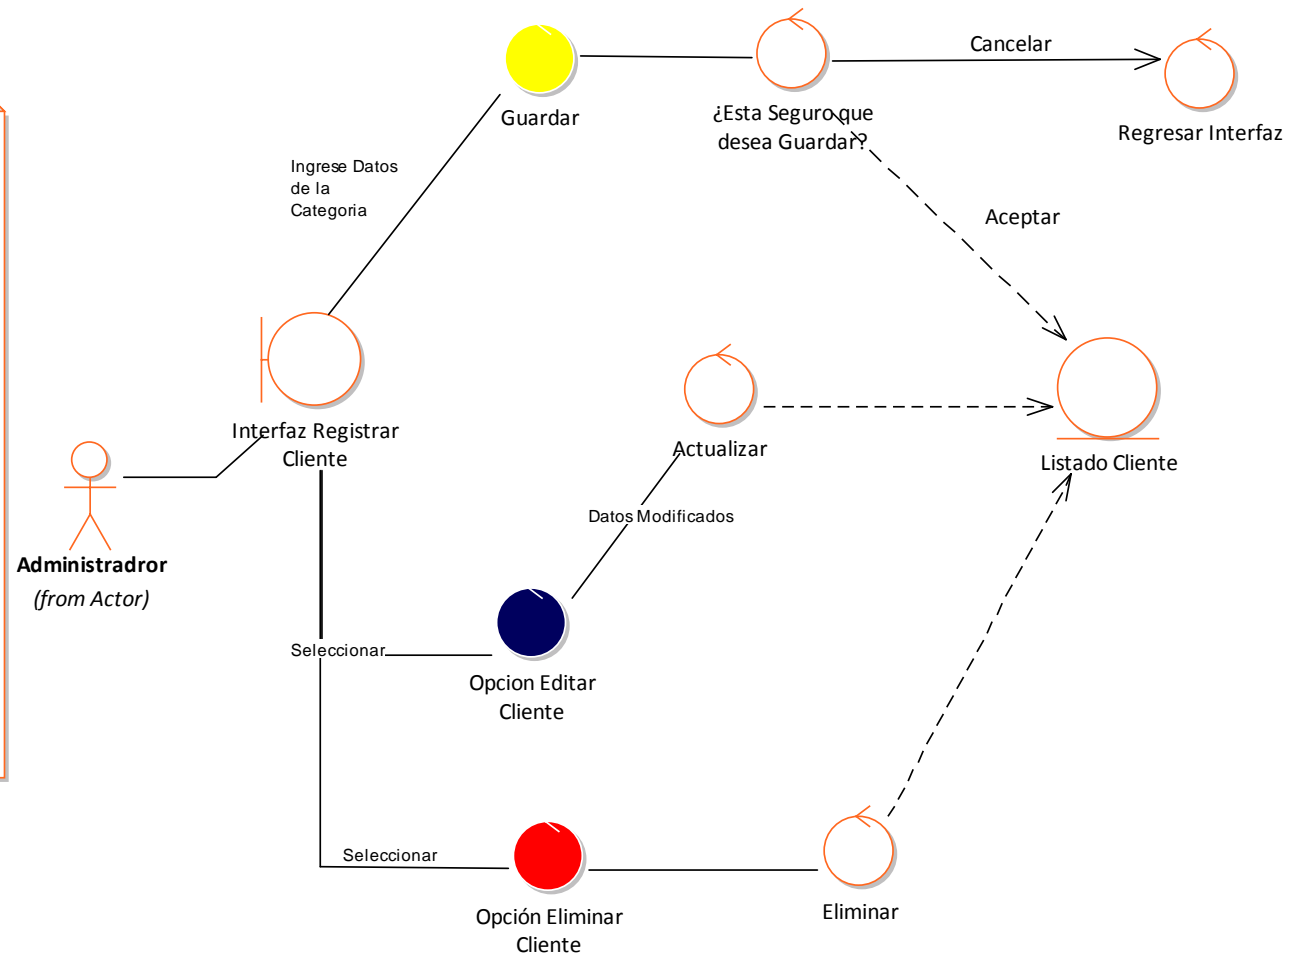 Cancelar
Guardar
¿Esta Seguro que
desea Guardar?
Regresar Interfaz
Ingrese Datos
de la
Categoria
Aceptar
Interfaz Registrar
Cliente
Actualizar
Listado Cliente
Datos Modificados
Administradror
(from Actor)
Seleccionar
Opcion Editar
Cliente
Seleccionar
Opción Eliminar
Cliente
Eliminar